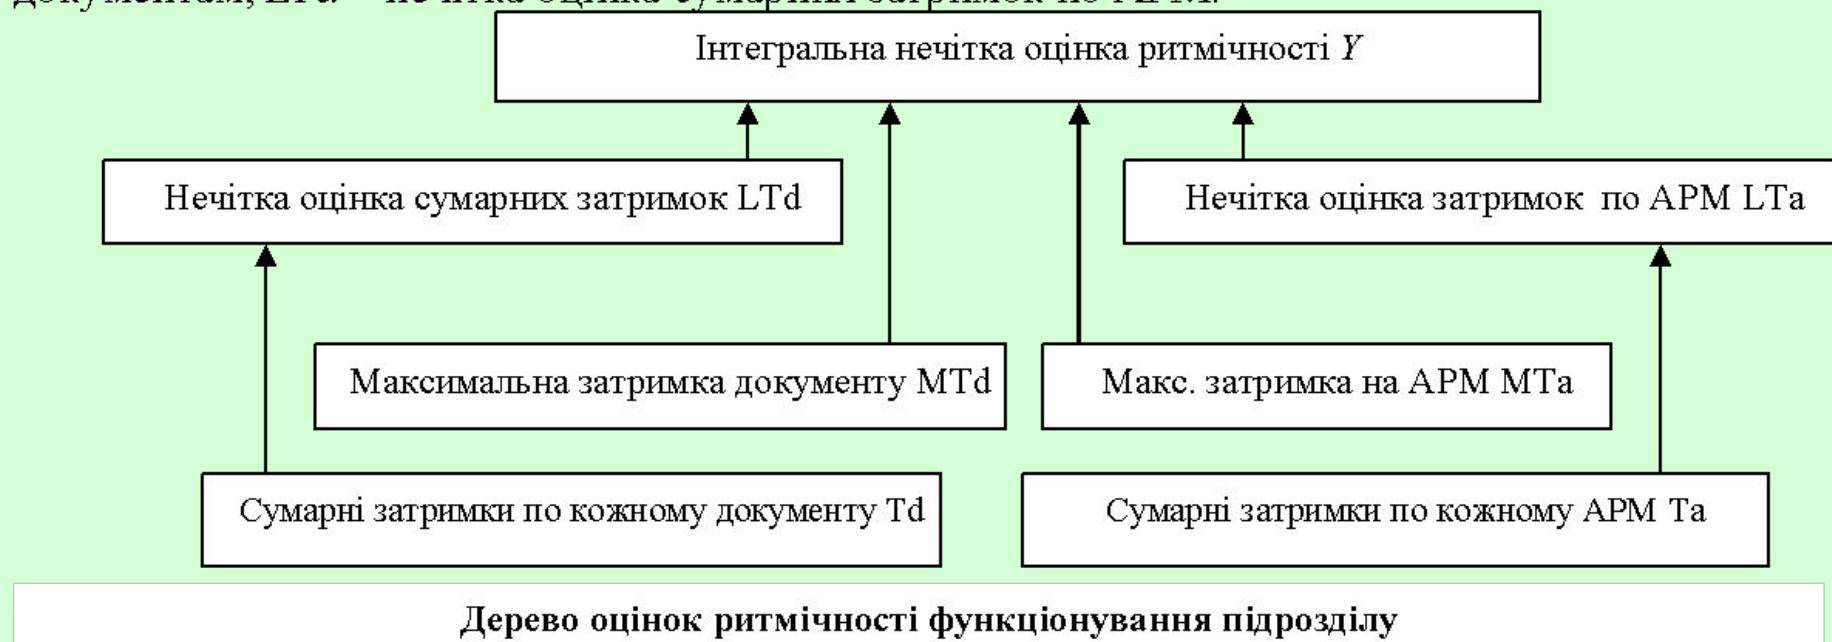 Інтегральна нечітка оцінка ритмічності Y
Нечітка оцінка сумарних затримок LTd
Нечітка оцінка затримок по АРМ LTa
Максимальна затримка документу MTd
Макс. затримка на АРМ MTa
Сумарні затримки по кожному документу Td
Сумарні затримки по кожному АРМ Ta
Дерево оцінок ритмічності функціонування підрозділу